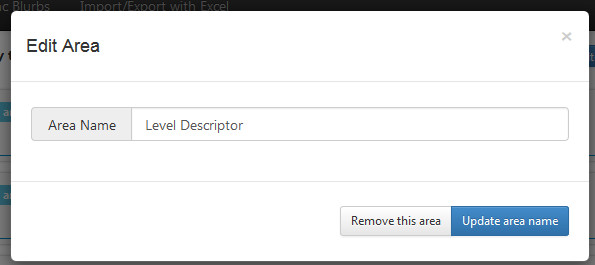 Blurbs Import/Export with Excel
Edit Area ×
Area Name Level Descriptor
Remove this area Update area name